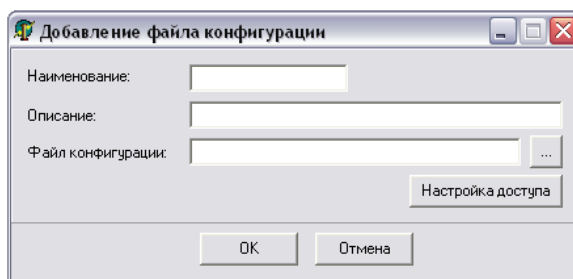 Добавление файла конфигурации
Наименование:
Описание:
Файл конфигурации:
...
Настройка доступа
OK
Отмена